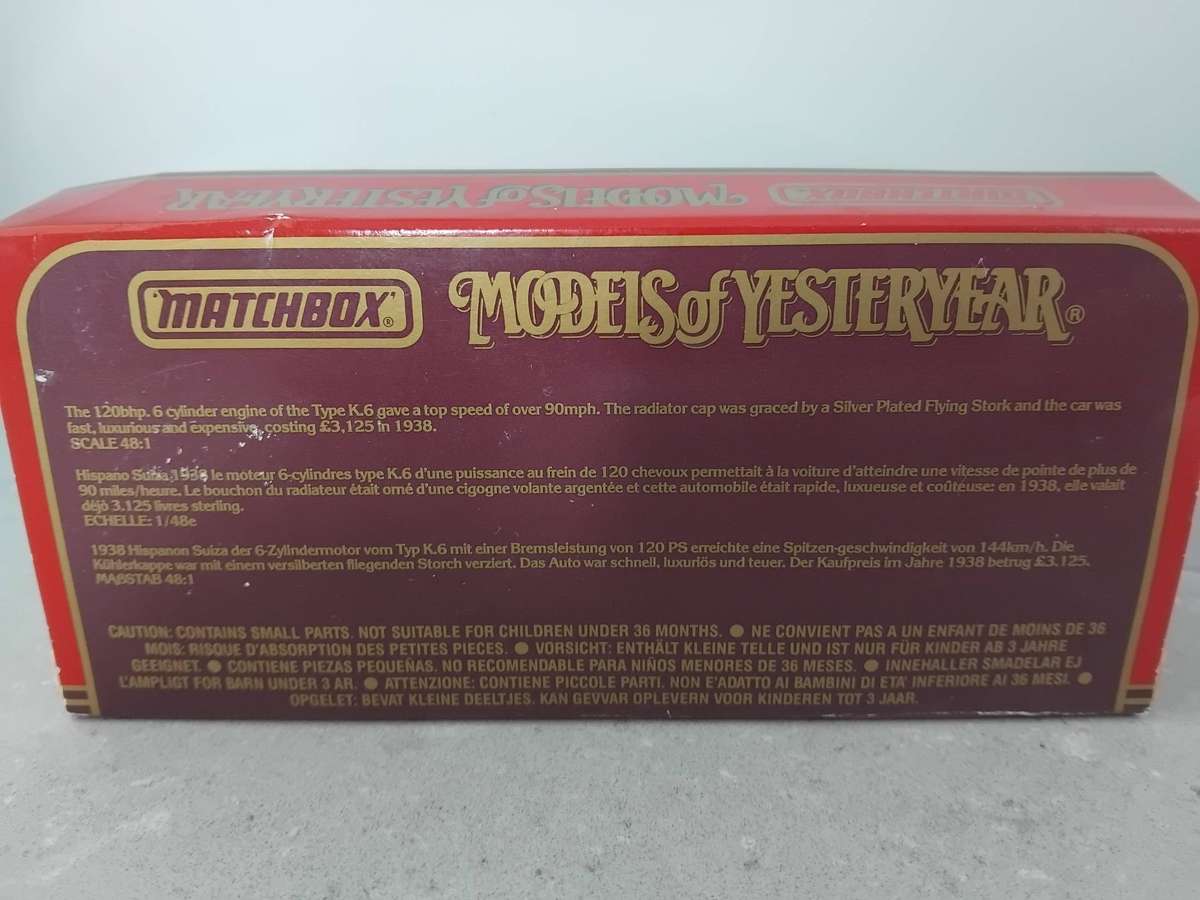 MODELS of YESTERYEAR MODELS of YESTERYEAR MATCHBOX
MATCHBOX® MODELS of YESTERYEAR®
The 120bhp. 6 cylinder engine of the Type K.6 gave a top speed of over 90mph. The radiator cap was graced by a Silver Plated Flying Stork and the car was
fast, luxurious and expensive, costing £3,125 in 1938.
SCALE 48:1
Hispano Suiza 1938 le moteur 6-cylindres type K.6 d'une puissance au frein de 120 chevoux permettait à la voiture d'atteindre une vitesse de pointe de plus de
90 miles/heure. Le bouchon du radiateur était orné d'une cigogne volante argentée et cette automobile était rapide, luxueuse et coûteuse: en 1938, elle valait
déjò 3.125 livres sterling.
ECHELLE: 1/48e
1938 Hispanon Suiza der 6-Zylindermotor vom Typ K.6 mit einer Bremsleistung von 120 PS erreichte eine Spitzen-geschwindigkeit von 144km/h. Die
Kühlerkappe war mit einem versilberten fliegenden Storch verziert. Das Auto war schnell, luxuriös und teuer. Der Kaufpreis im Jahre 1938 betrug £3.125.
MAßSTAB 48:1
CAUTION: CONTAINS SMALL PARTS. NOT SUITABLE FOR CHILDREN UNDER 36 MONTHS. ● NE CONVIENT PAS A UN ENFANT DE MOINS DE 36
MOIS: RISQUE D'ABSORPTION DES PETITES PIECES. ● VORSICHT: ENTHÄLT KLEINE TELLE UND IST NUR FÜR KINDER AB 3 JAHRE
GEEIGNET. ● CONTIENE PIEZAS PEQUEÑAS. NO RECOMENDABLE PARA NIÑOS MENORES DE 36 MESES. ● INNEHALLER SMADELAR EJ
LAMPLIGT FOR BARN UNDER 3 AR. ● ATTENZIONE: CONTIENE PICCOLE PARTI. NON E'ADATTO AI BAMBINI DI ETA' INFERIORE AI 36 MESI. ●
OPGELET: BEVAT KLEINE DEELTJES. KAN GEVVAR OPLEVERN VOOR KINDEREN TOT 3 JAAR.